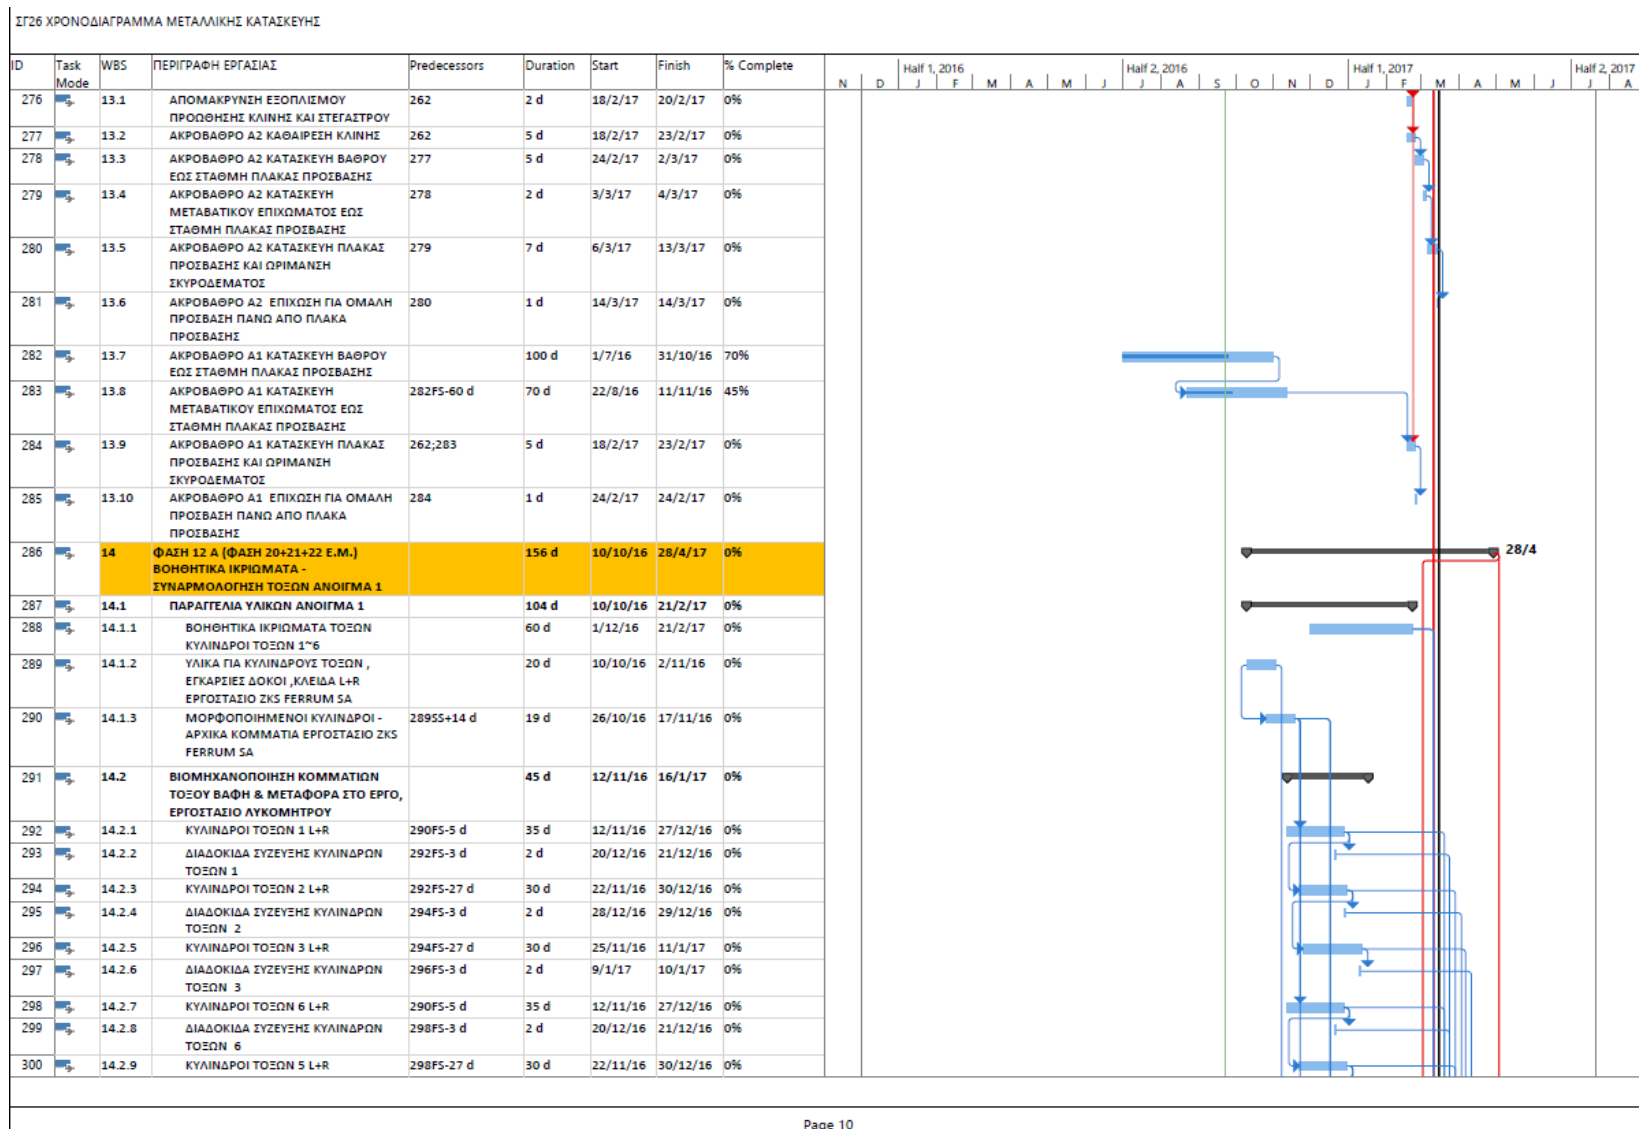 ΣΓ26 ΧΡΟΝΟΔΙΑΓΡΑΜΜΑ ΜΕΤΑΛΛΙΚΗΣ ΚΑΤΑΣΚΕΥΗΣ
ID Task Mode WBS ΠΕΡΙΓΡΑΦΗ ΕΡΓΑΣΙΑΣ Predecessors Duration Start Finish % Complete
Half 1, 2016 Half 2, 2016 Half 1, 2017 Half 2, 2017
N D J F M A M J J A S O N D J F M A M J J A
276 13.1 ΑΠΟΜΑΚΡΥΝΣΗ ΕΞΟΠΛΙΣΜΟΥ 262 2 d 18/2/17 20/2/17 0%
ΠΡΟΩΘΗΣΗΣ ΚΛΙΝΗΣ ΚΑΙ ΣΤΕΓΑΣΤΡΟΥ
277 13.2 ΑΚΡΟΒΑΘΡΟ Α2 ΚΑΘΑΙΡΕΣΗ ΚΛΙΝΗΣ 262 5 d 18/2/17 23/2/17 0%
278 13.3 ΑΚΡΟΒΑΘΡΟ Α2 ΚΑΤΑΣΚΕΥΗ ΒΑΘΡΟΥ 277 5 d 24/2/17 2/3/17 0%
ΕΩΣ ΣΤΑΘΜΗ ΠΛΑΚΑΣ ΠΡΟΣΒΑΣΗΣ
279 13.4 ΑΚΡΟΒΑΘΡΟ Α2 ΚΑΤΑΣΚΕΥΗ 278 2 d 3/3/17 4/3/17 0%
ΜΕΤΑΒΑΤΙΚΟΥ ΕΠΙΧΩΜΑΤΟΣ ΕΩΣ
ΣΤΑΘΜΗ ΠΛΑΚΑΣ ΠΡΟΣΒΑΣΗΣ
280 13.5 ΑΚΡΟΒΑΘΡΟ Α2 ΚΑΤΑΣΚΕΥΗ ΠΛΑΚΑΣ 279 7 d 6/3/17 13/3/17 0%
ΠΡΟΣΒΑΣΗΣ ΚΑΙ ΩΡΙΜΑΝΣΗ
ΣΚΥΡΟΔΕΜΑΤΟΣ
281 13.6 ΑΚΡΟΒΑΘΡΟ Α2 ΕΠΙΧΩΣΗ ΓΙΑ ΟΜΑΛΗ 280 1 d 14/3/17 14/3/17 0%
ΠΡΟΣΒΑΣΗ ΠΑΝΩ ΑΠΟ ΠΛΑΚΑ
ΠΡΟΣΒΑΣΗΣ
282 13.7 ΑΚΡΟΒΑΘΡΟ Α1 ΚΑΤΑΣΚΕΥΗ ΒΑΘΡΟΥ 100 d 1/7/16 31/10/16 70%
ΕΩΣ ΣΤΑΘΜΗ ΠΛΑΚΑΣ ΠΡΟΣΒΑΣΗΣ
283 13.8 ΑΚΡΟΒΑΘΡΟ Α1 ΚΑΤΑΣΚΕΥΗ 282FS-60 d 70 d 22/8/16 11/11/16 45%
ΜΕΤΑΒΑΤΙΚΟΥ ΕΠΙΧΩΜΑΤΟΣ ΕΩΣ
ΣΤΑΘΜΗ ΠΛΑΚΑΣ ΠΡΟΣΒΑΣΗΣ
284 13.9 ΑΚΡΟΒΑΘΡΟ Α1 ΚΑΤΑΣΚΕΥΗ ΠΛΑΚΑΣ 262;283 5 d 18/2/17 23/2/17 0%
ΠΡΟΣΒΑΣΗΣ ΚΑΙ ΩΡΙΜΑΝΣΗ
ΣΚΥΡΟΔΕΜΑΤΟΣ
285 13.10 ΑΚΡΟΒΑΘΡΟ Α1 ΕΠΙΧΩΣΗ ΓΙΑ ΟΜΑΛΗ 284 1 d 24/2/17 24/2/17 0%
ΠΡΟΣΒΑΣΗ ΠΑΝΩ ΑΠΟ ΠΛΑΚΑ
ΠΡΟΣΒΑΣΗΣ
286 14 ΦΑΣΗ 12 Α (ΦΑΣΗ 20+21+22 Ε.Μ.) 156 d 10/10/16 28/4/17 0% 28/4
ΒΟΗΘΗΤΙΚΑ ΙΚΡΙΩΜΑΤΑ -
ΣΥΝΑΡΜΟΛΟΓΗΣΗ ΤΟΞΩΝ ΑΝΟΙΓΜΑ 1
287 14.1 ΠΑΡΑΓΓΕΛΙΑ ΥΛΙΚΩΝ ΑΝΟΙΓΜΑ 1 104 d 10/10/16 21/2/17 0%
288 14.1.1 ΒΟΗΘΗΤΙΚΑ ΙΚΡΙΩΜΑΤΑ ΤΟΞΩΝ 60 d 1/12/16 21/2/17 0%
ΚΥΛΙΝΔΡΟΙ ΤΟΞΩΝ 1~6
289 14.1.2 ΥΛΙΚΑ ΓΙΑ ΚΥΛΙΝΔΡΟΥΣ ΤΟΞΩΝ , 20 d 10/10/16 2/11/16 0%
ΕΓΚΑΡΣΙΕΣ ΔΟΚΟΙ ,ΚΛΕΙΔΑ L+R
ΕΡΓΟΣΤΑΣΙΟ ZKS FERRUM SA
290 14.1.3 ΜΟΡΦΟΠΟΙΗΜΕΝΟΙ ΚΥΛΙΝΔΡΟΙ - 289SS+14 d 19 d 26/10/16 17/11/16 0%
ΑΡΧΙΚΑ ΚΟΜΜΑΤΙΑ ΕΡΓΟΣΤΑΣΙΟ ZKS
FERRUM SA
291 14.2 ΒΙΟΜΗΧΑΝΟΠΟΙΗΣΗ ΚΟΜΜΑΤΙΩΝ 45 d 12/11/16 16/1/17 0%
ΤΟΞΟΥ ΒΑΦΗ & ΜΕΤΑΦΟΡΑ ΣΤΟ ΕΡΓΟ,
ΕΡΓΟΣΤΑΣΙΟ ΛΥΚΟΜΗΤΡΟΥ
292 14.2.1 ΚΥΛΙΝΔΡΟΙ ΤΟΞΩΝ 1 L+R 290FS-5 d 35 d 12/11/16 27/12/16 0%
293 14.2.2 ΔΙΑΔΟΚΙΔΑ ΣΥΖΕΥΞΗΣ ΚΥΛΙΝΔΡΩΝ 292FS-3 d 2 d 20/12/16 21/12/16 0%
ΤΟΞΩΝ 1
294 14.2.3 ΚΥΛΙΝΔΡΟΙ ΤΟΞΩΝ 2 L+R 292FS-27 d 30 d 22/11/16 30/12/16 0%
295 14.2.4 ΔΙΑΔΟΚΙΔΑ ΣΥΖΕΥΞΗΣ ΚΥΛΙΝΔΡΩΝ 294FS-3 d 2 d 28/12/16 29/12/16 0%
ΤΟΞΩΝ 2
296 14.2.5 ΚΥΛΙΝΔΡΟΙ ΤΟΞΩΝ 3 L+R 294FS-27 d 30 d 25/11/16 11/1/17 0%
297 14.2.6 ΔΙΑΔΟΚΙΔΑ ΣΥΖΕΥΞΗΣ ΚΥΛΙΝΔΡΩΝ 296FS-3 d 2 d 9/1/17 10/1/17 0%
ΤΟΞΩΝ 3
298 14.2.7 ΚΥΛΙΝΔΡΟΙ ΤΟΞΩΝ 6 L+R 290FS-5 d 35 d 12/11/16 27/12/16 0%
299 14.2.8 ΔΙΑΔΟΚΙΔΑ ΣΥΖΕΥΞΗΣ ΚΥΛΙΝΔΡΩΝ 298FS-3 d 2 d 20/12/16 21/12/16 0%
ΤΟΞΩΝ 6
300 14.2.9 ΚΥΛΙΝΔΡΟΙ ΤΟΞΩΝ 5 L+R 298FS-27 d 30 d 22/11/16 30/12/16 0%
Page 10